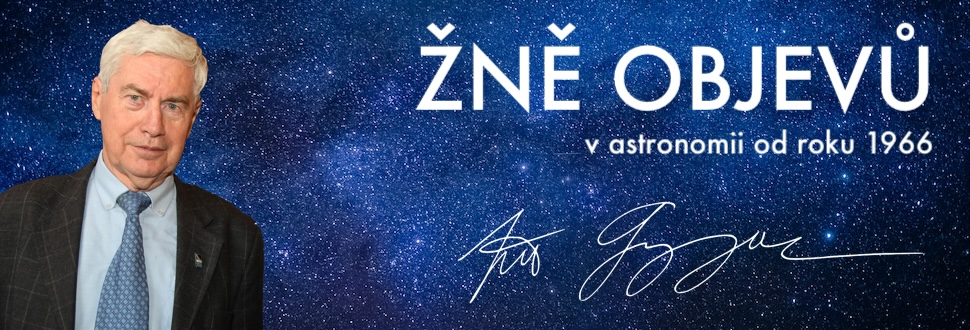 ŽNĚ OBJEVŮ
v astronomii od roku 1966